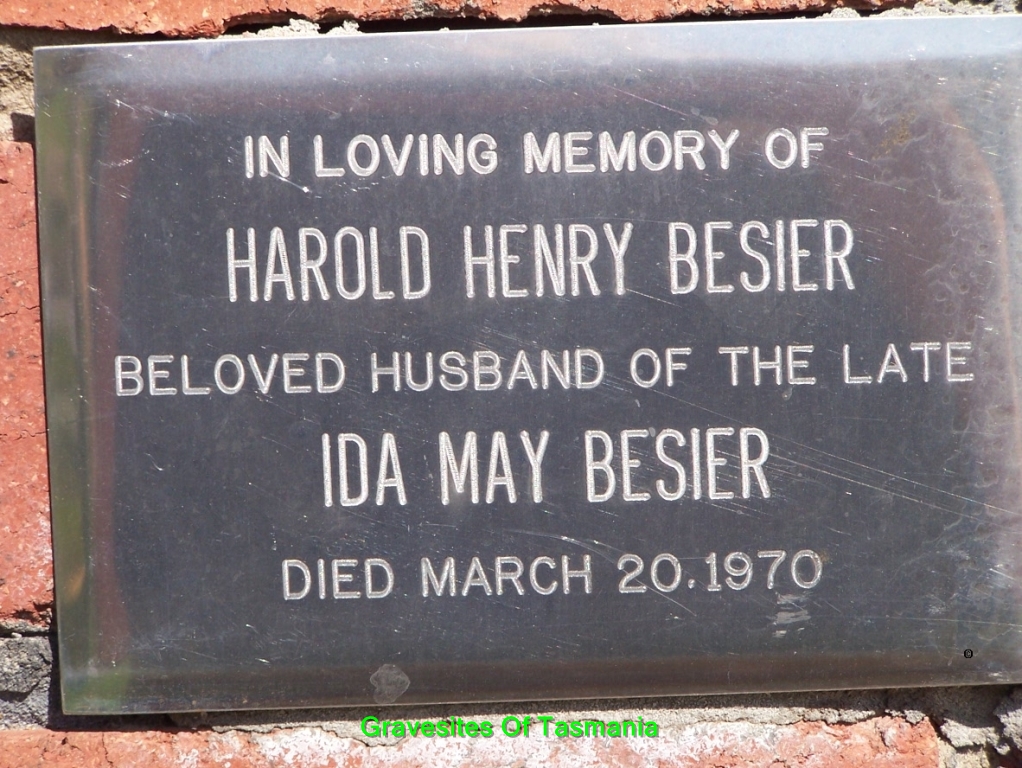 IN LOVING MEMORY OF
HAROLD HENRY BESIER
BELOVED HUSBAND OF THE LATE
IDA MAY BESIER
DIED MARCH 20.1970
©
Gravesites Of Tasmania